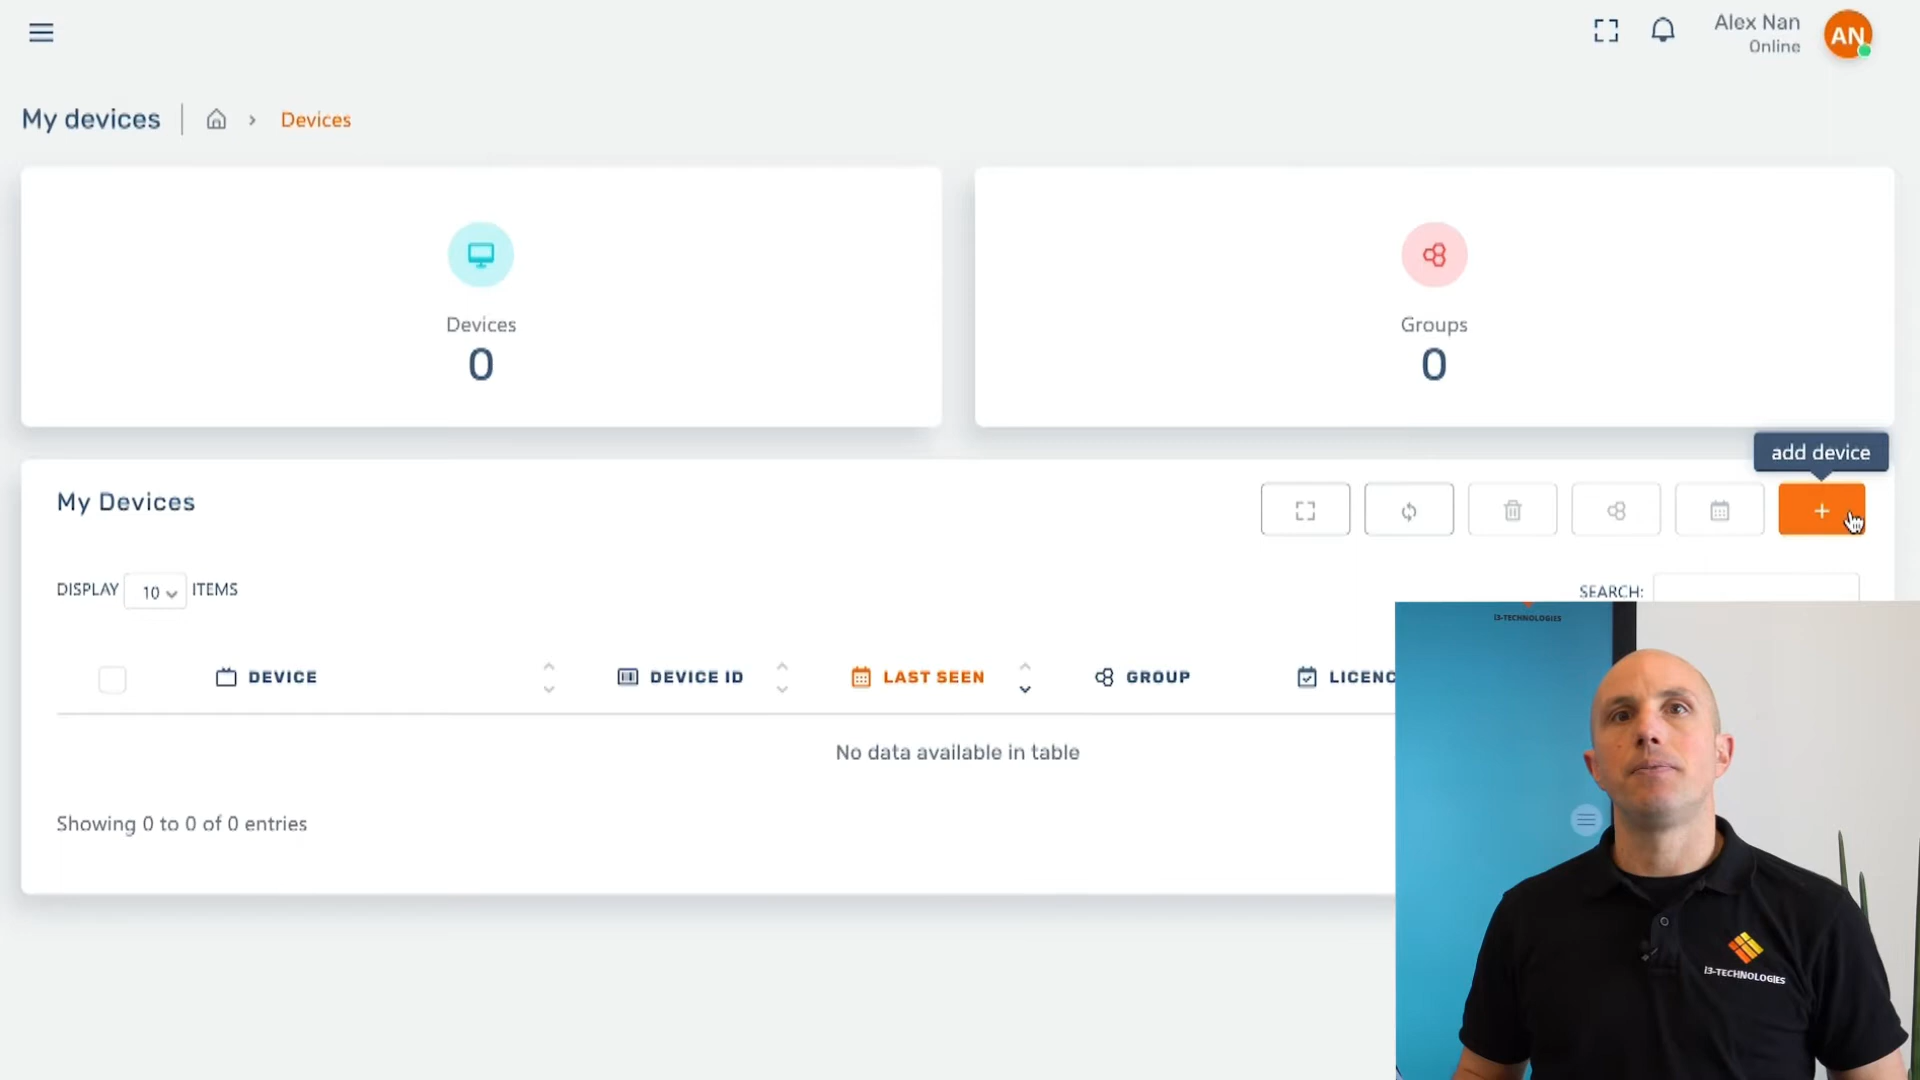 Alex Nan
Online
AN
My devices
Devices
Devices
0
Groups
0
add device
My Devices
DISPLAY 10 ITEMS
SEARCH:
i3-TECHNOLOGIES
DEVICE
DEVICE ID
LAST SEEN
GROUP
LICENC
No data available in table
Showing 0 to 0 of 0 entries
i3-TECHNOLOGIES